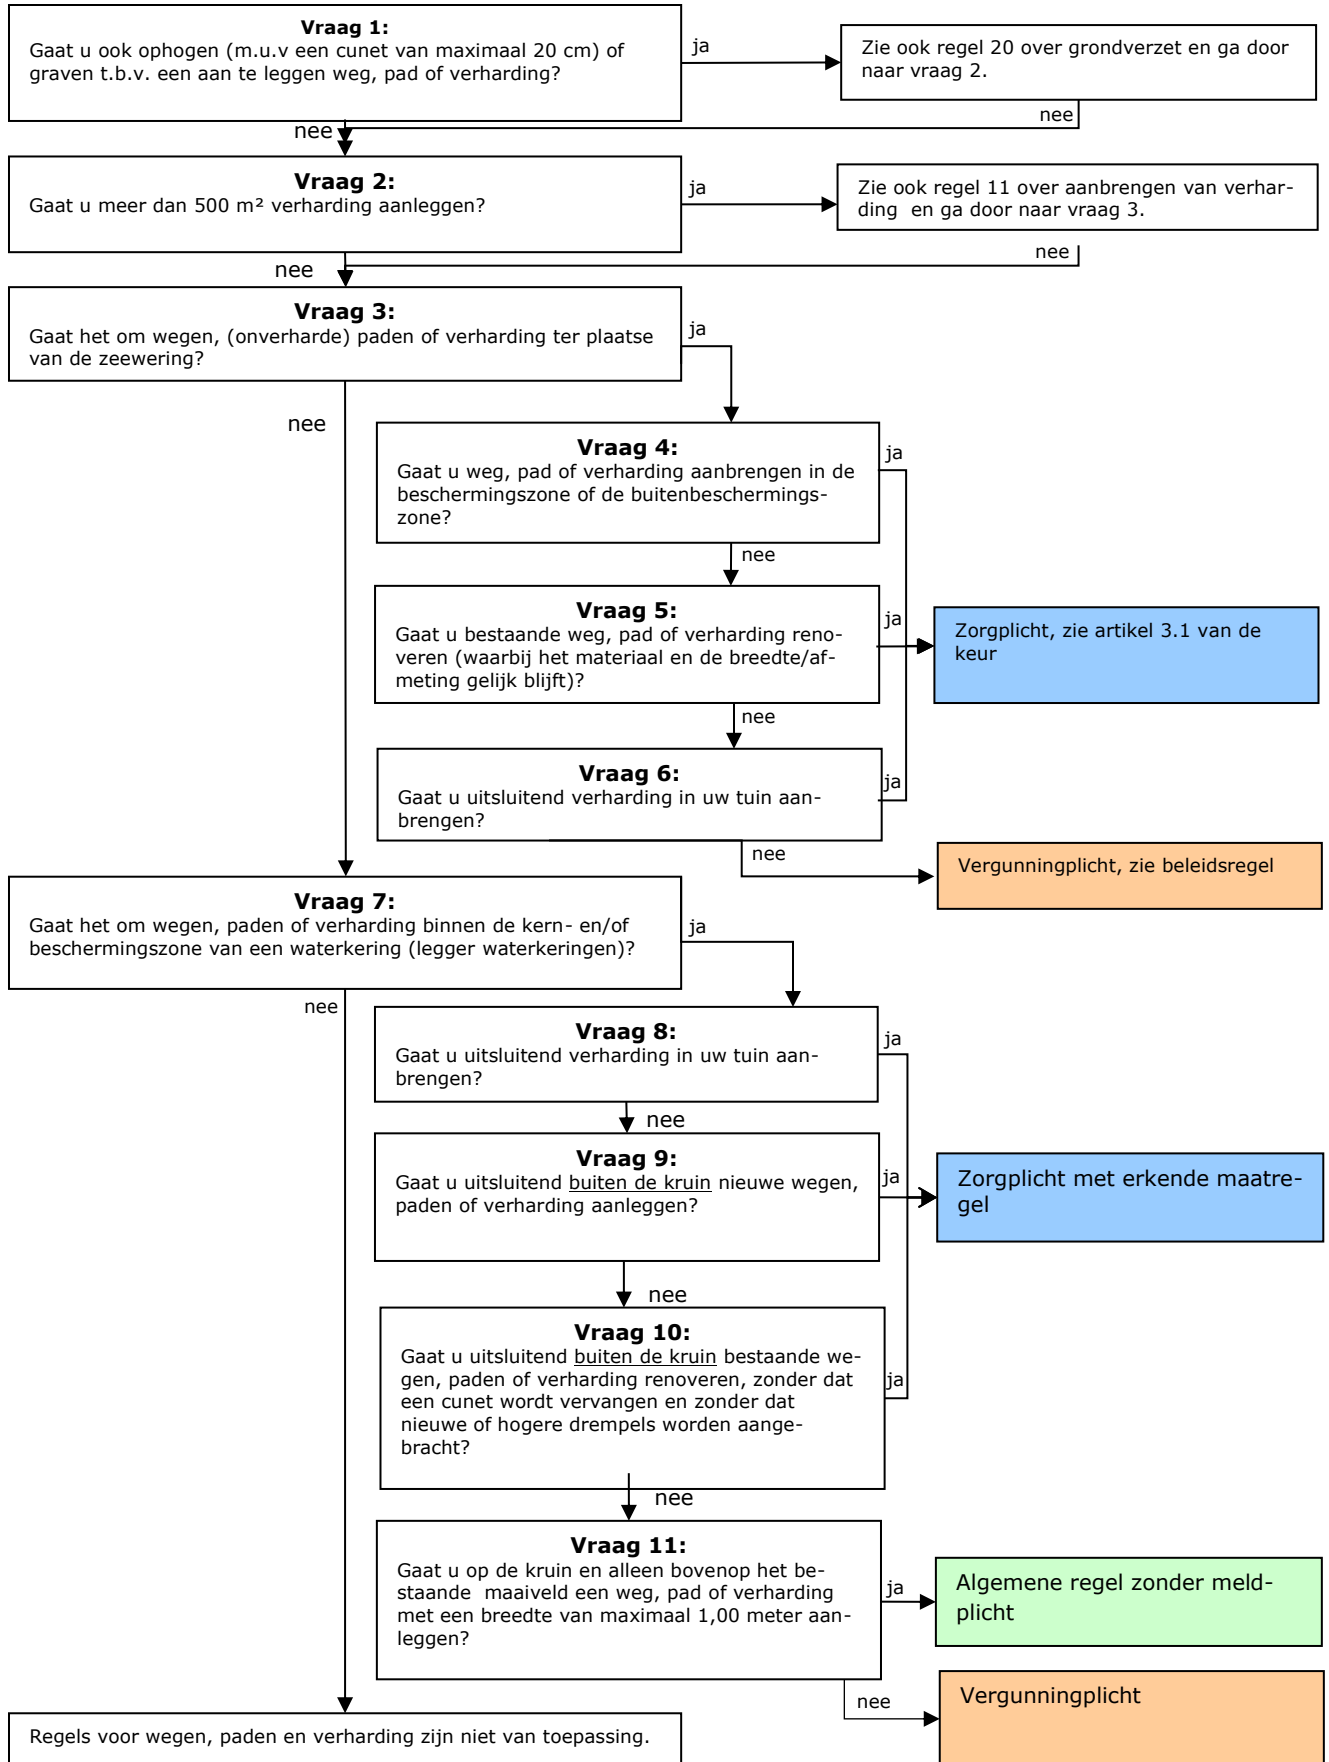 Vraag 1:
Gaat u ook ophogen (m.u.v een cunet van maximaal 20 cm) of
graven t.b.v. een aan te leggen weg, pad of verharding?
ja
Zie ook regel 20 over grondverzet en ga door
naar vraag 2.
nee
nee
Vraag 2:
Gaat u meer dan 500 m² verharding aanleggen?
ja
Zie ook regel 11 over aanbrengen van verhar-
ding  en ga door naar vraag 3.
nee
nee
Vraag 3:
Gaat het om wegen, (onverharde) paden of verharding ter plaatse
van de zeewering?
ja
nee
Vraag 4:
Gaat u weg, pad of verharding aanbrengen in de
beschermingszone of de buitenbeschermings-
zone?
ja
nee
Vraag 5:
Gaat u bestaande weg, pad of verharding reno-
veren (waarbij het materiaal en de breedte/af-
meting gelijk blijft)?
ja
Zorgplicht, zie artikel 3.1 van de
keur
nee
Vraag 6:
Gaat u uitsluitend verharding in uw tuin aan-
brengen?
ja
nee
Vergunningplicht, zie beleidsregel
Vraag 7:
Gaat het om wegen, paden of verharding binnen de kern- en/of
beschermingszone van een waterkering (legger waterkeringen)?
ja
nee
Vraag 8:
Gaat u uitsluitend verharding in uw tuin aan-
brengen?
ja
nee
Vraag 9:
Gaat u uitsluitend buiten de kruin nieuwe wegen,
paden of verharding aanleggen?
ja
Zorgplicht met erkende maatre-
gel
nee
Vraag 10:
Gaat u uitsluitend buiten de kruin bestaande we-
gen, paden of verharding renoveren, zonder dat
een cunet wordt vervangen en zonder dat
nieuwe of hogere drempels worden aange-
bracht?
ja
nee
Vraag 11:
Gaat u op de kruin en alleen bovenop het be-
staande  maaiveld een weg, pad of verharding
met een breedte van maximaal 1,00 meter aan-
leggen?
ja
Algemene regel zonder meld-
plicht
nee
Vergunningplicht
Regels voor wegen, paden en verharding zijn niet van toepassing.